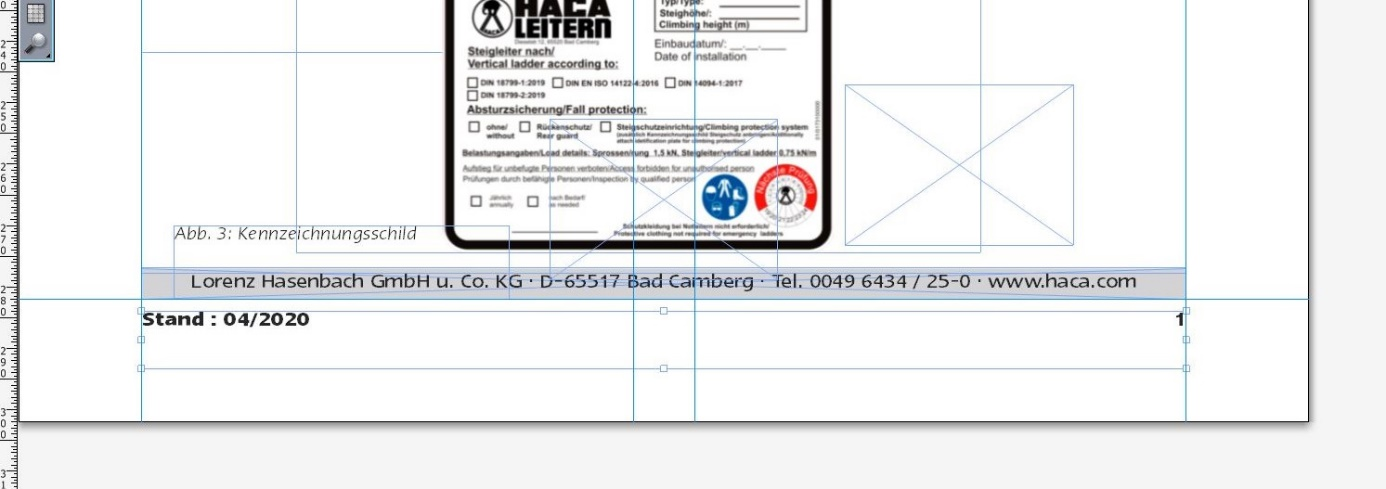 HACA
LEITERN
Typ/Type:
Steighöhe/:
Climbing height (m)
Einbaudatum/: __.__._____
Date of installation
Steigleiter nach/
Vertical ladder according to:
DIN 18799-1:2019 DIN EN ISO 14122-4:2016 DIN 14094-1:2017
DIN 18799-2:2019
Absturzsicherung/Fall protection:
ohne/
without
Rückenschutz/
Rear guard
Steigschutzeinrichtung/Climbing protection system
Belastungsangaben/Load details: Sprossen/rung 1,5 kN, Steigleiter/vertical ladder 0,75 kN/m
Aufstieg für unbefugte Personen verboten/Access forbidden for unauthorised person
Prüfungen durch befähigte Personen/Inspection by qualified person
Jährlich
annually
nach Bedarf/
as needed
Nächste Prüfung
Schutzkleidung bei Notleitern nicht erforderlich/
Protective clothing not required for emergency ladders
Abb. 3: Kennzeichnungsschild
Lorenz Hasenbach GmbH u. Co. KG · D-65517 Bad Camberg · Tel. 0049 6434 / 25-0 · www.haca.com
Stand : 04/2020
1